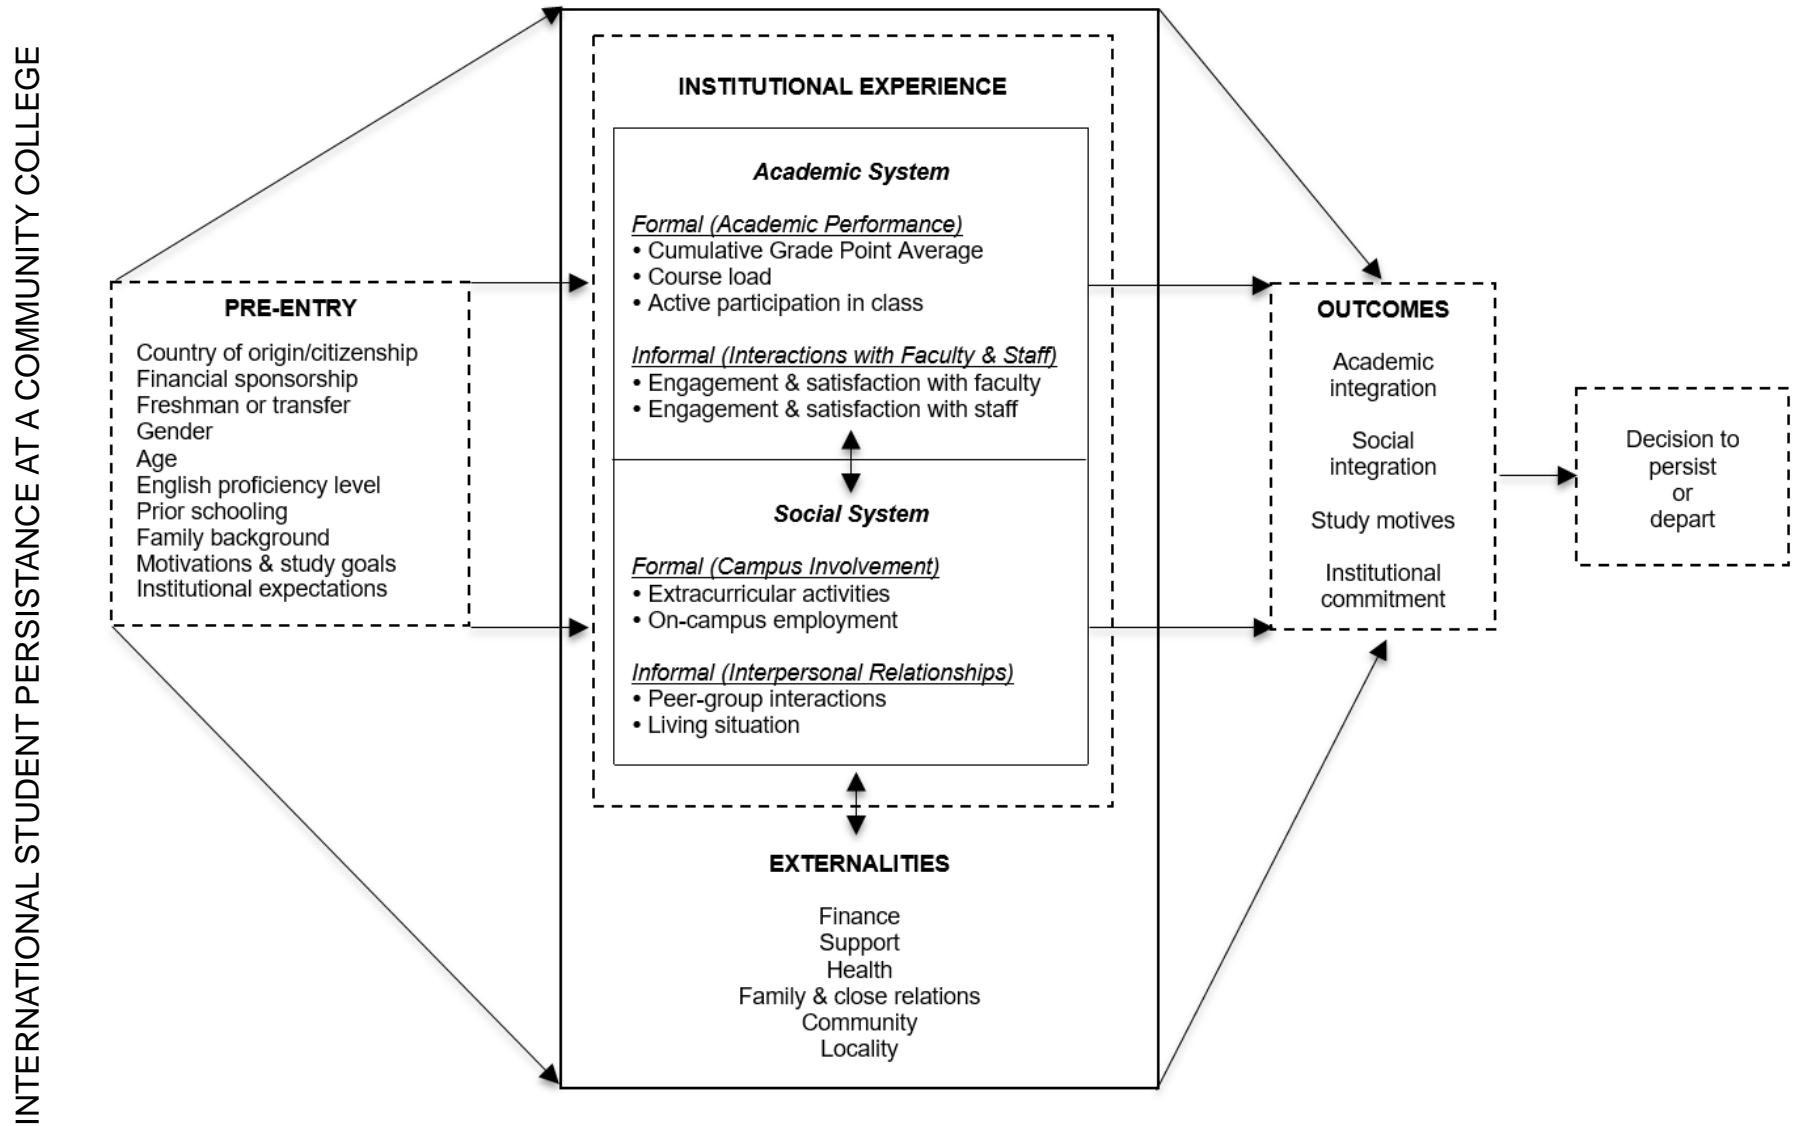 INTERNATIONAL STUDENT PERSISTANCE AT A COMMUNITY COLLEGE
PRE-ENTRY
Country of origin/citizenship
Financial sponsorship
Freshman or transfer
Gender
Age
English proficiency level
Prior schooling
Family background
Motivations & study goals
Institutional expectations
INSTITUTIONAL EXPERIENCE
Academic System
Formal (Academic Performance)
• Cumulative Grade Point Average
• Course load
• Active participation in class
Informal (Interactions with Faculty & Staff)
• Engagement & satisfaction with faculty
• Engagement & satisfaction with staff
Social System
Formal (Campus Involvement)
• Extracurricular activities
• On-campus employment
Informal (Interpersonal Relationships)
• Peer-group interactions
• Living situation
EXTERNALITIES
Finance
Support
Health
Family & close relations
Community
Locality
OUTCOMES
Academic
integration
Social
integration
Study motives
Institutional
commitment
Decision to
persist
or
depart